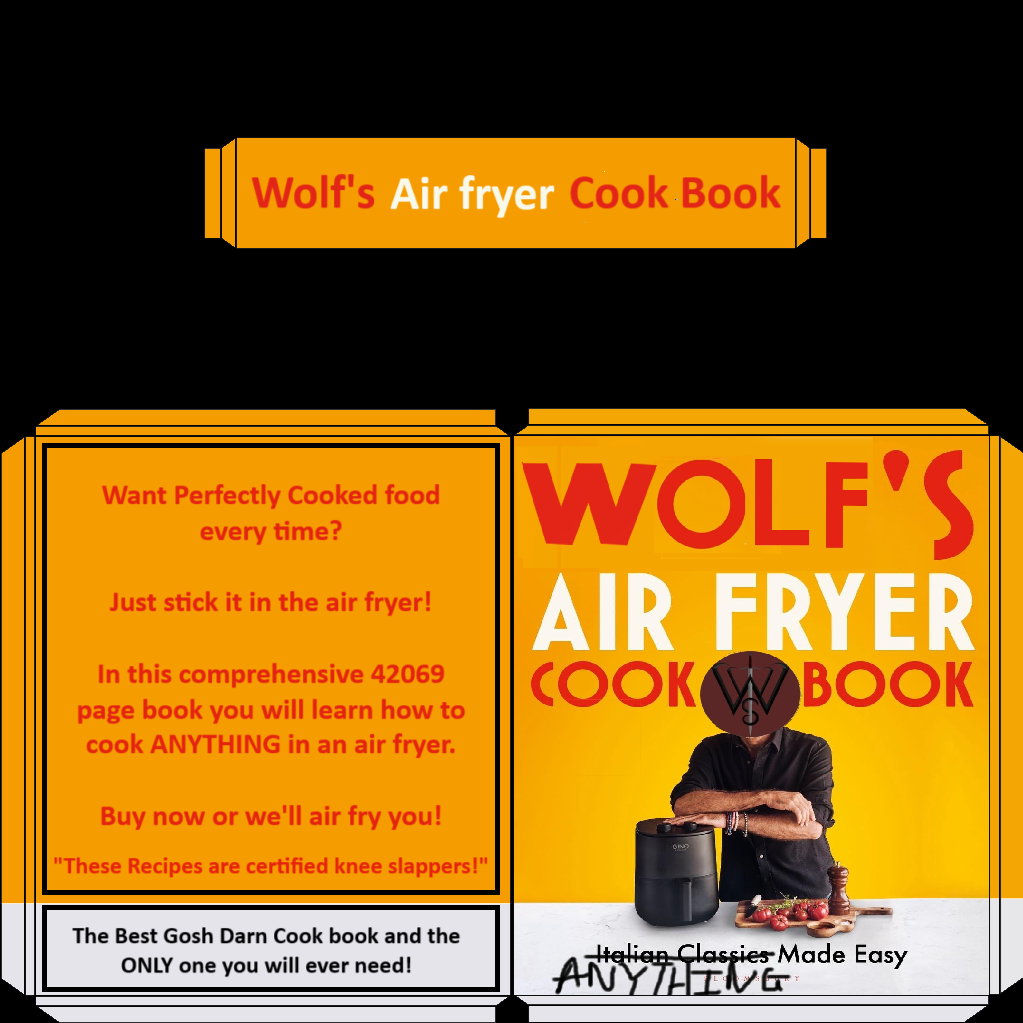 Wolf's Air fryer Cook Book
Want Perfectly Cooked food
every time?
Just stick it in the air fryer!
In this comprehensive 42069
page book you will learn how to
cook ANYTHING in an air fryer.
Buy now or we'll air fry you!
"These Recipes are certified knee slappers!"
The Best Gosh Darn Cook book and the
ONLY one you will ever need!
WOLF'S
AIR FRYER
COOK BOOK
Italian Classics Made Easy
ANYTHING